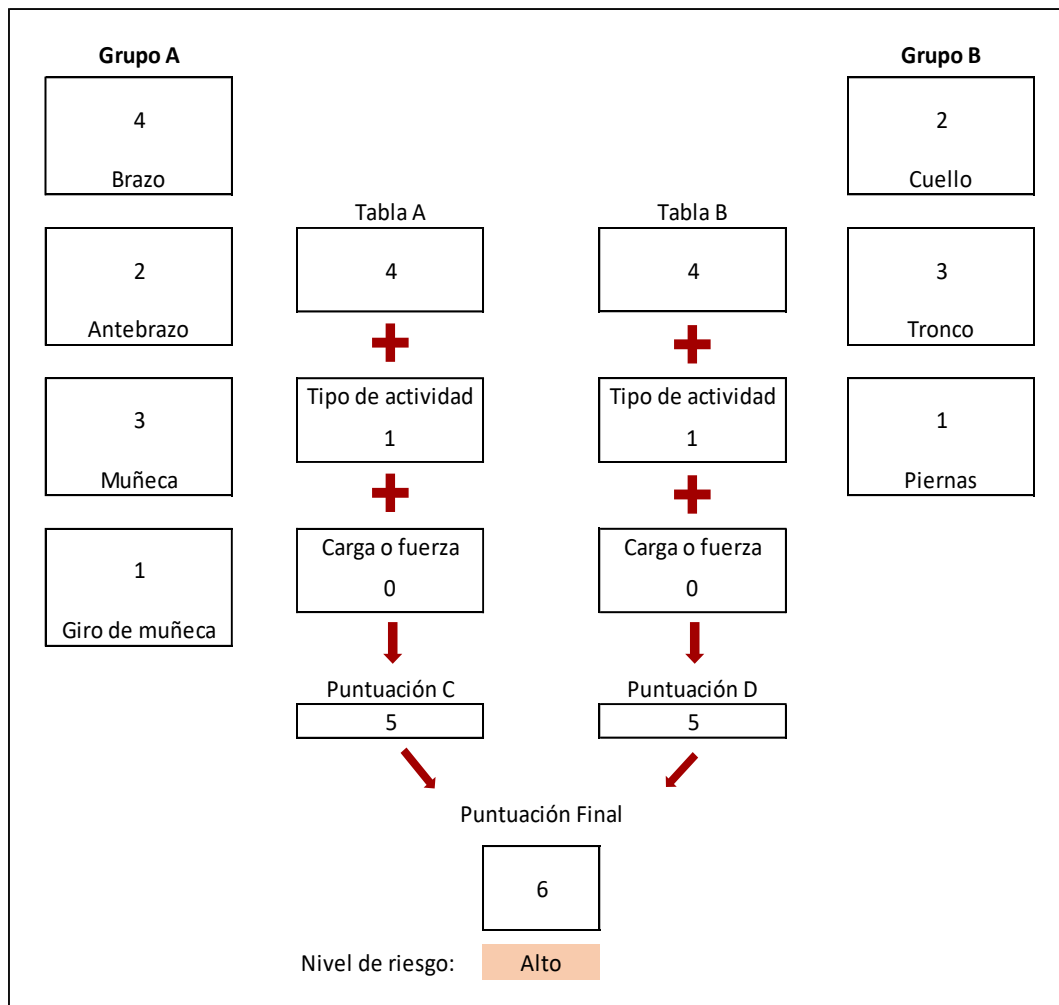 Grupo A
4
Brazo
2
Antebrazo
3
Muñeca
1
Giro de muñeca
Tabla A
4
Tipo de actividad
1
Carga o fuerza
0
Puntuación C
5
Tabla B
4
Tipo de actividad
1
Carga o fuerza
0
Puntuación D
5
Grupo B
2
Cuello
3
Tronco
1
Piernas
Puntuación Final
6
Nivel de riesgo: Alto